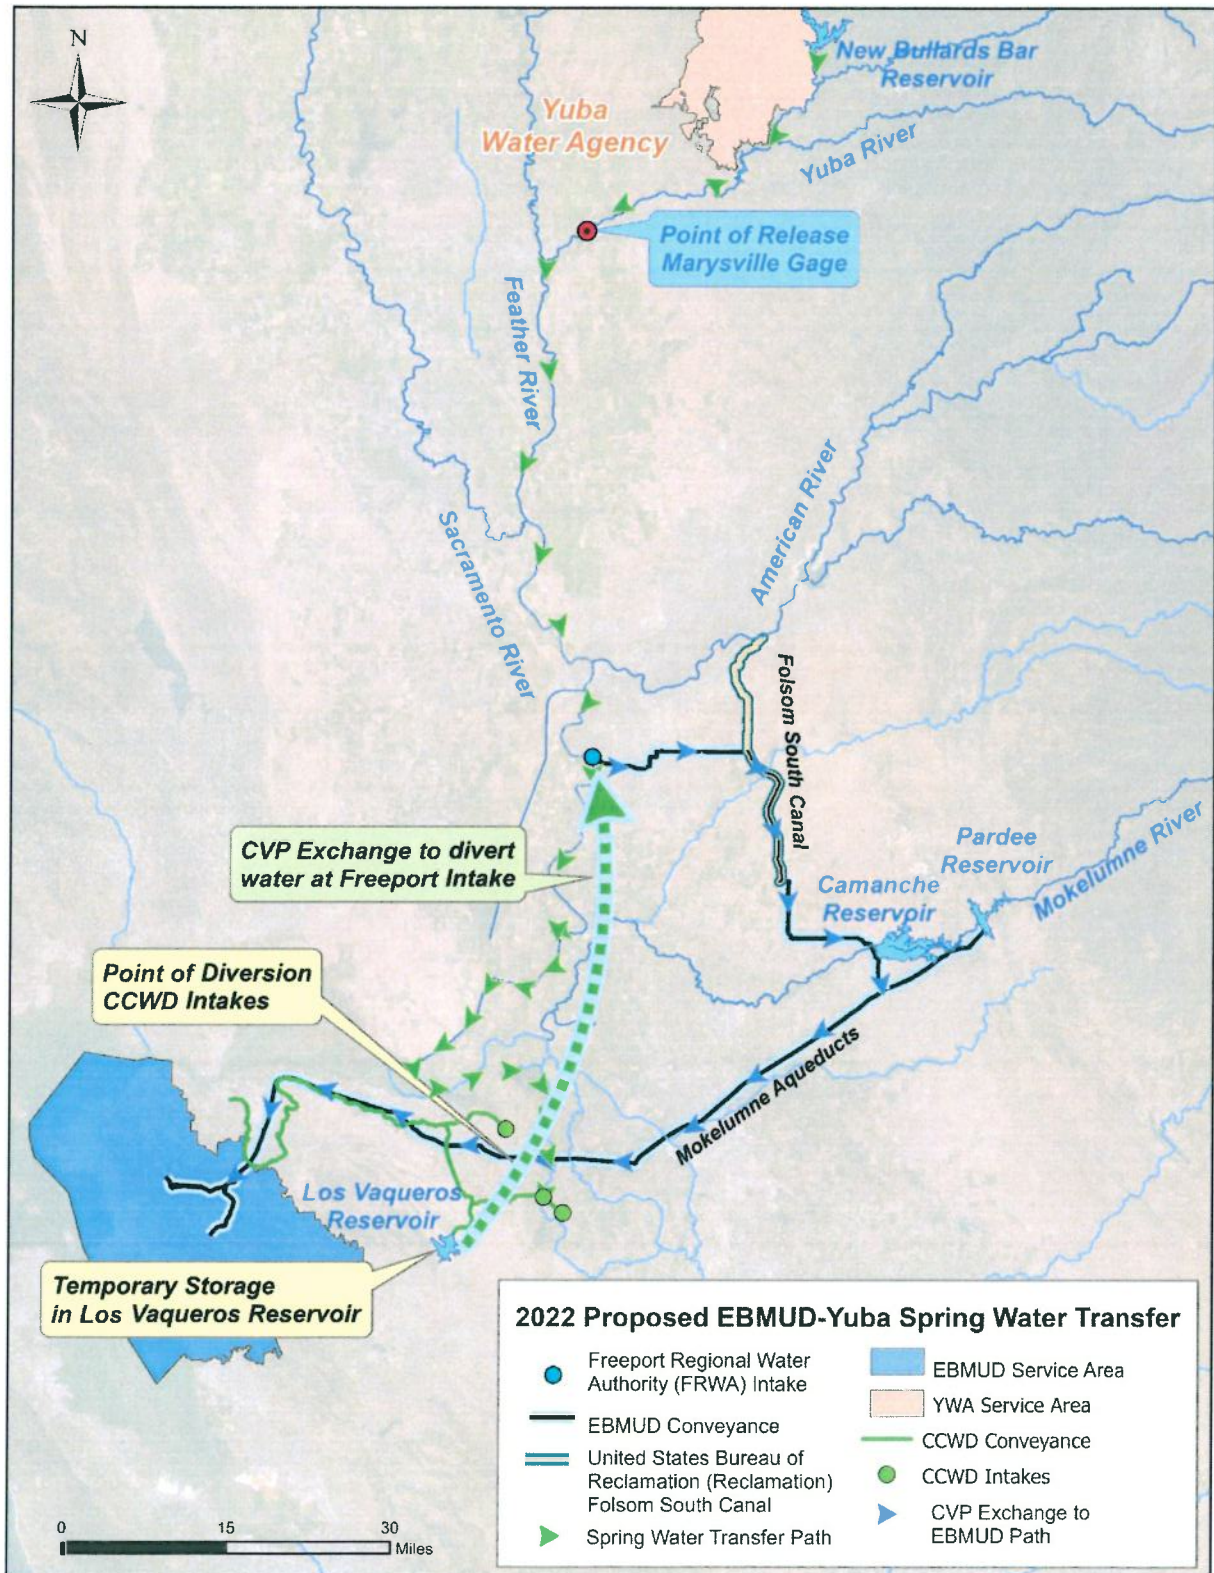 N
New Bullards Bar
Reservoir
Yuba
Water Agency
Yuba River
Point of Release
Marysville Gage
Feather River
American River
Sacramento River
Folsom South Canal
CVP Exchange to divert
water at Freeport Intake
Pardee
Reservoir
Camanche
Reservoir
Mokelumne River
Point of Diversion
CCWD Intakes
Mokelumne Aqueducts
Los Vaqueros
Reservoir
Temporary Storage
in Los Vaqueros Reservoir
2022 Proposed EBMUD-Yuba Spring Water Transfer
Freeport Regional Water
Authority (FRWA) Intake
EBMUD Conveyance
United States Bureau of
Reclamation (Reclamation)
Folsom South Canal
Spring Water Transfer Path
EBMUD Service Area
YWA Service Area
CCWD Conveyance
CCWD Intakes
CVP Exchange to
EBMUD Path
0 15 30
Miles